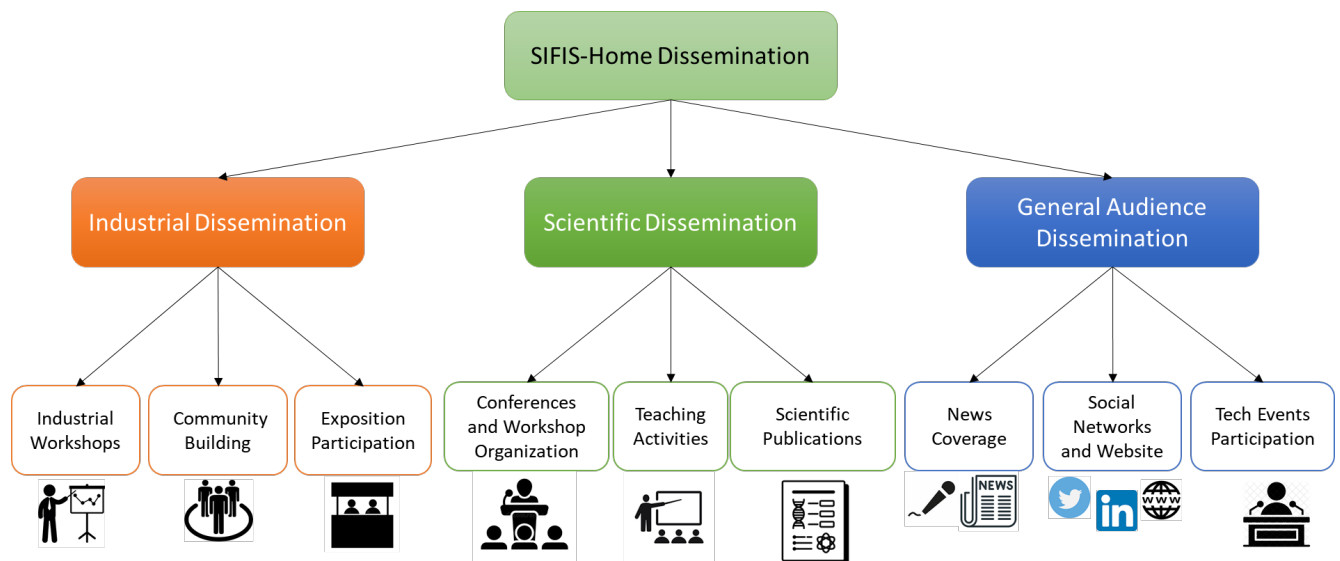 SIFIS-Home Dissemination
Industrial Dissemination
Scientific Dissemination
General Audience
Dissemination
Industrial
Workshops
Community
Building
Exposition
Participation
Conferences
and Workshop
Organization
Teaching
Activities
Scientific
Publications
News
Coverage
Social
Networks
and Website
Tech Events
Participation
NEWS
in
WWW